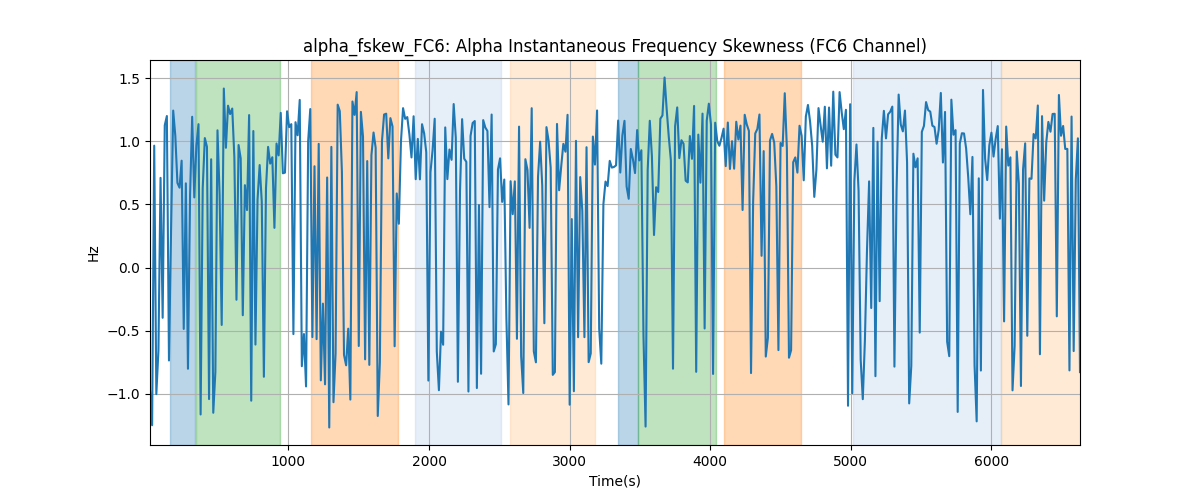 alpha_fskew_FC6: Alpha Instantaneous Frequency Skewness (FC6 Channel)
1.5
1.0
0.5
0.0
−0.5
−1.0
Hz
1000 2000 3000 4000 5000 6000
Time(s)